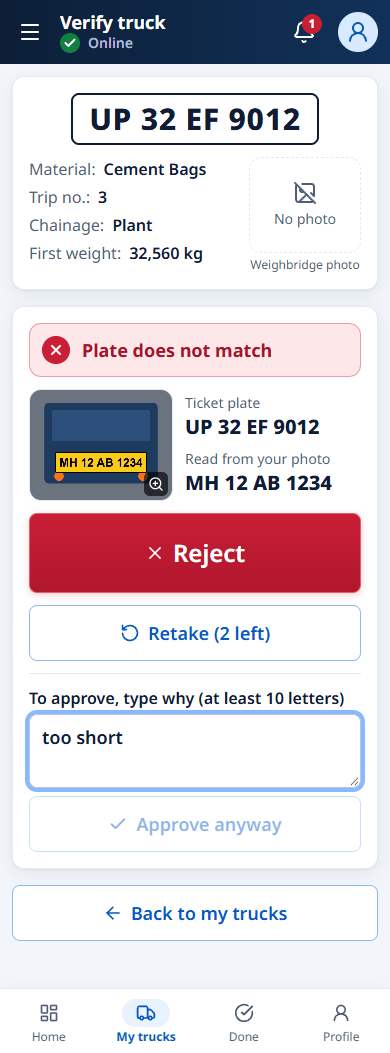 Verify truck
Online
1
UP 32 EF 9012
Material: Cement Bags
Trip no.: 3
Chainage: Plant
First weight: 32,560 kg
No photo
Weighbridge photo
Plate does not match
MH 12 AB 1234
Ticket plate
UP 32 EF 9012
Read from your photo
MH 12 AB 1234
Reject
Retake (2 left)
To approve, type why (at least 10 letters)
too short
Approve anyway
Back to my trucks
Home
My trucks
Done
Profile